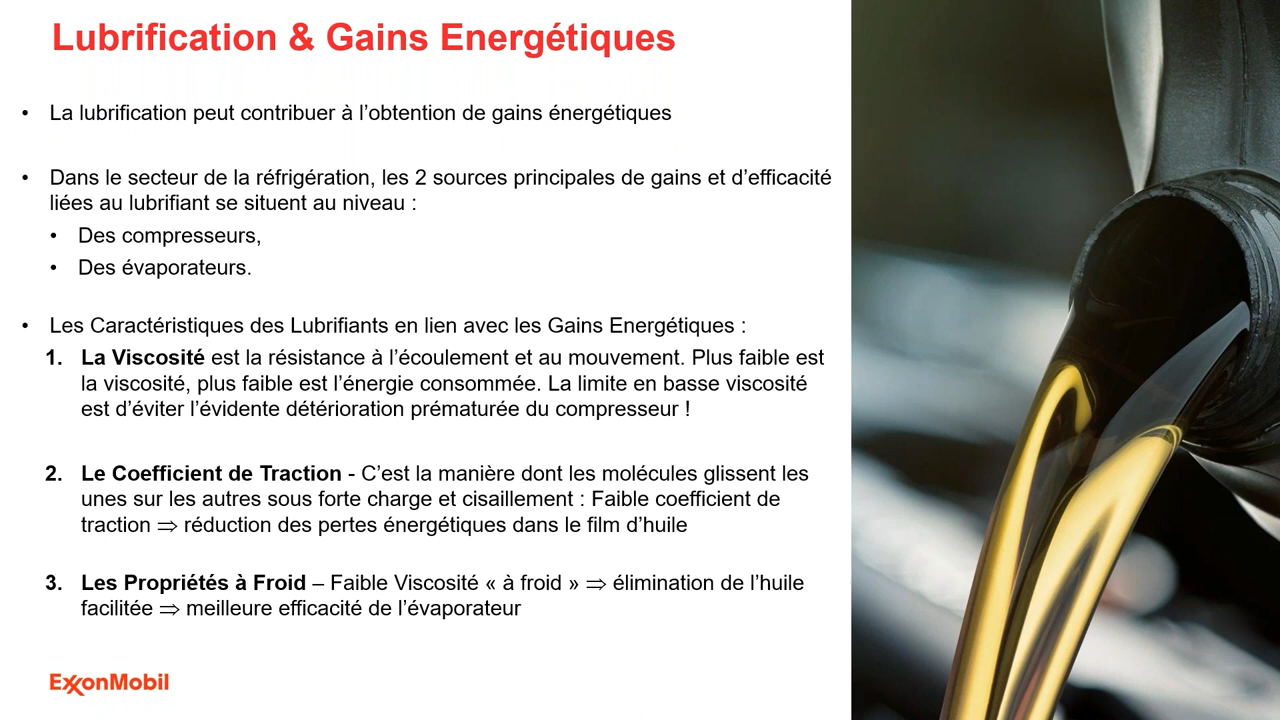 Lubrification & Gains Energétiques
• La lubrification peut contribuer à l’obtention de gains énergétiques
• Dans le secteur de la réfrigération, les 2 sources principales de gains et d’efficacité
liées au lubrifiant se situent au niveau :
• Des compresseurs,
• Des évaporateurs.
• Les Caractéristiques des Lubrifiants en lien avec les Gains Energétiques :
1. La Viscosité est la résistance à l’écoulement et au mouvement. Plus faible est
la viscosité, plus faible est l’énergie consommée. La limite en basse viscosité
est d’éviter l’évidente détérioration prématurée du compresseur !
2. Le Coefficient de Traction - C’est la manière dont les molécules glissent les
unes sur les autres sous forte charge et cisaillement : Faible coefficient de
traction ⇒ réduction des pertes énergétiques dans le film d’huile
3. Les Propriétés à Froid – Faible Viscosité « à froid » ⇒ élimination de l’huile
facilitée ⇒ meilleure efficacité de l’évaporateur
ExxonMobil